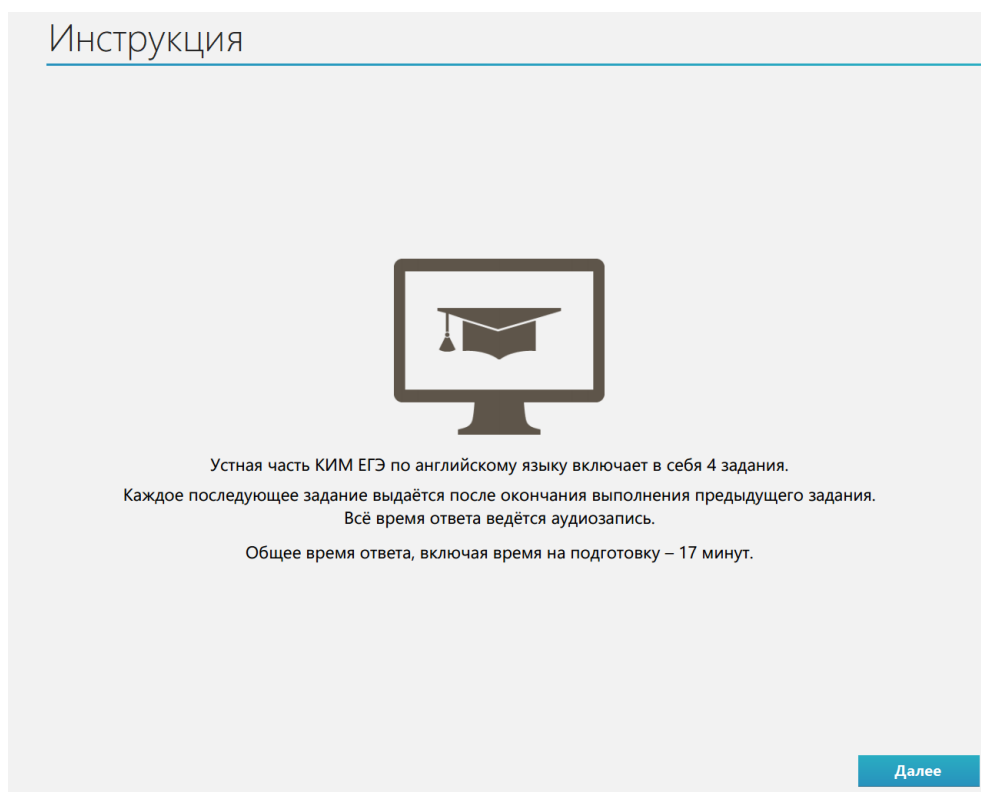 Инструкция
Устная часть КИМ ЕГЭ по английскому языку включает в себя 4 задания.
Каждое последующее задание выдаётся после окончания выполнения предыдущего задания.
Всё время ответа ведётся аудиозапись.
Общее время ответа, включая время на подготовку – 17 минут.
Далее